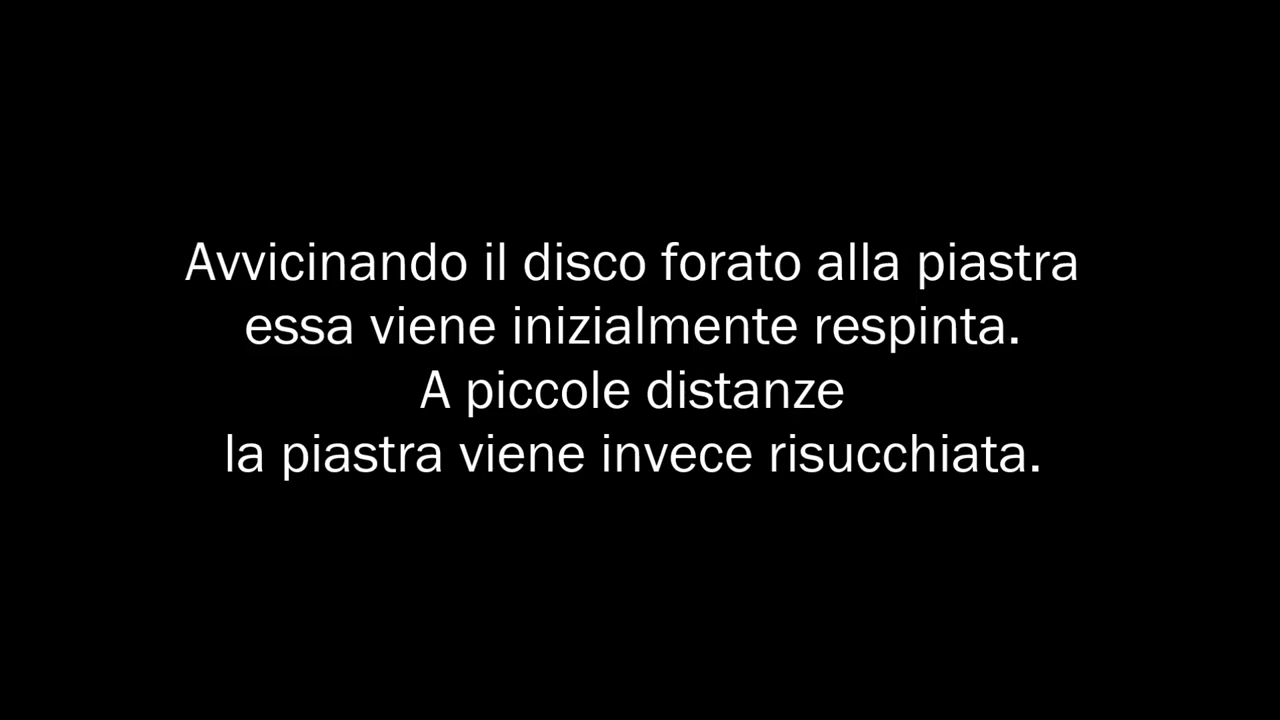 Avvicinando il disco forato alla piastra
essa viene inizialmente respinta.
A piccole distanze
la piastra viene invece risucchiata.